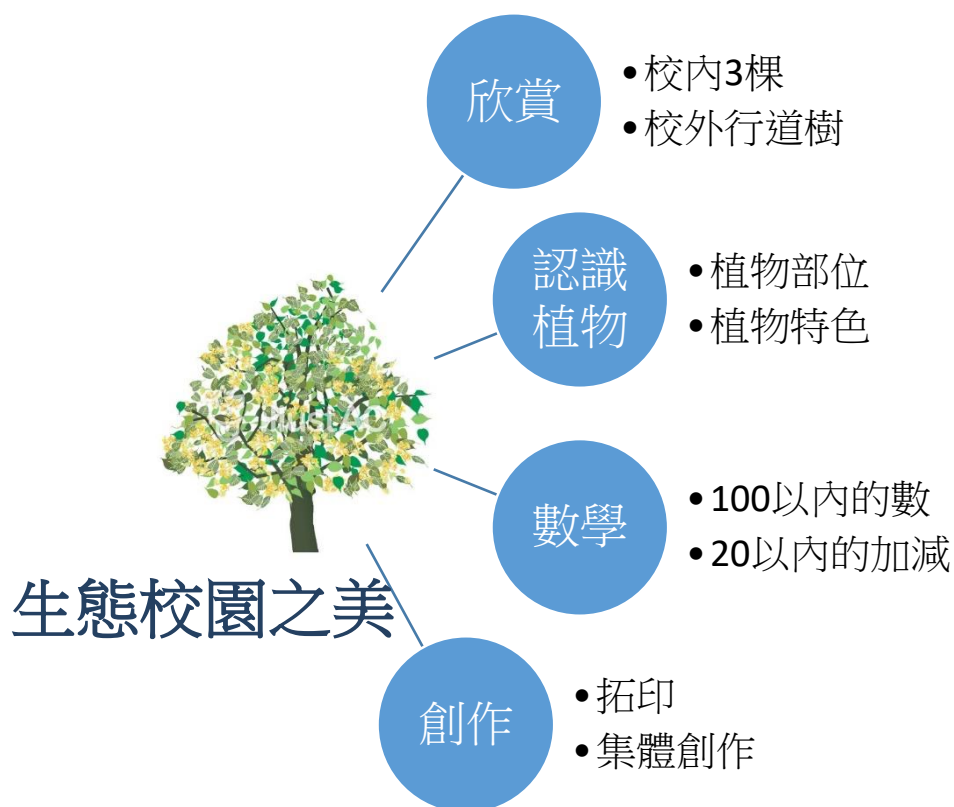 欣賞
•校內3棵
•校外行道樹
認識
植物
•植物部位
•植物特色
數學
•100以內的數
•20以內的加减
生態校園之美
創作
•拓印
•集體創作